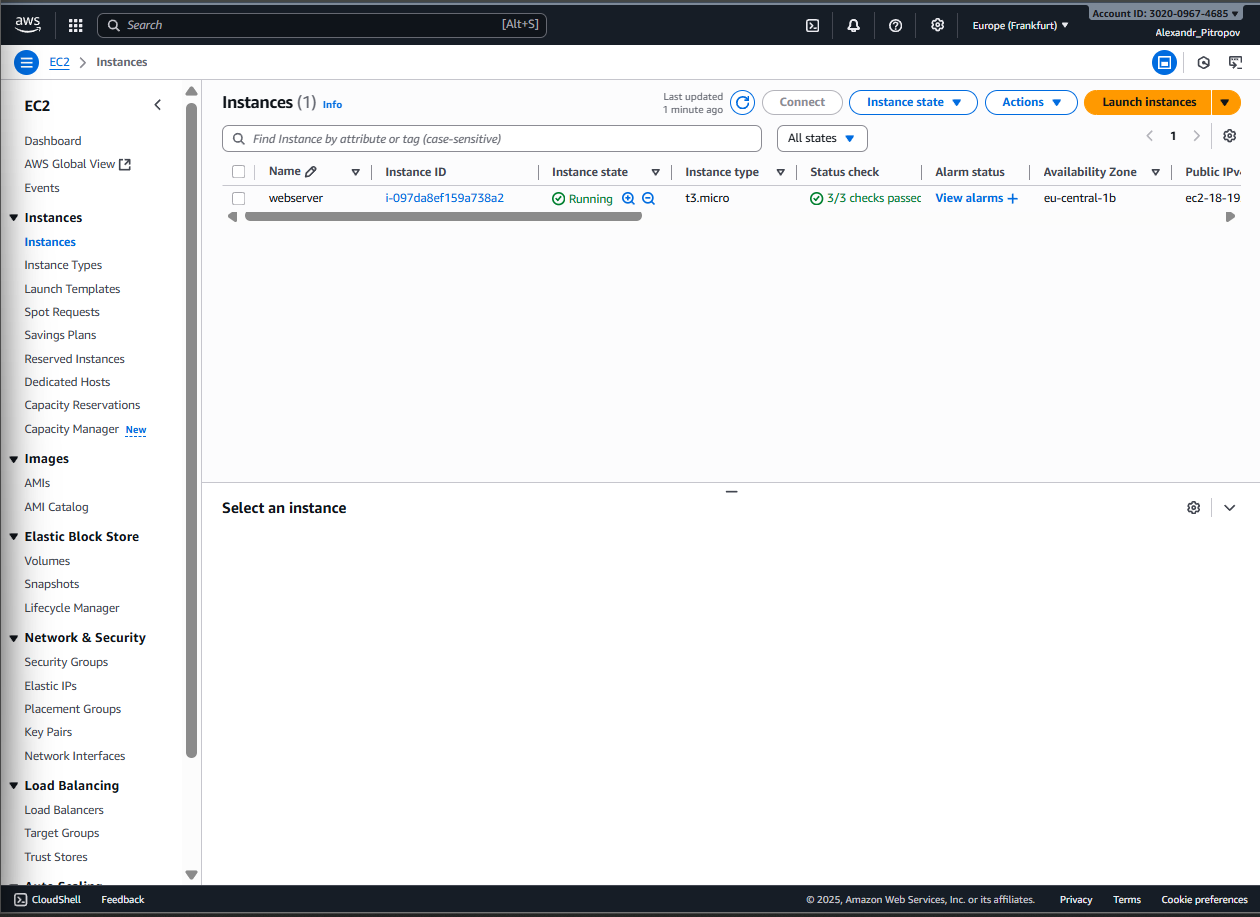 aws
Search [Alt+S]
Europe (Frankfurt)
Account ID: 3020-0967-4685
Alexandr_Pitropov
EC2 Instances
EC2
Dashboard
AWS Global View
Events
Instances
Instances
Instance Types
Launch Templates
Spot Requests
Savings Plans
Reserved Instances
Dedicated Hosts
Capacity Reservations
Capacity Manager New
Images
AMIs
AMI Catalog
Elastic Block Store
Volumes
Snapshots
Lifecycle Manager
Network & Security
Security Groups
Elastic IPs
Placement Groups
Key Pairs
Network Interfaces
Load Balancing
Load Balancers
Target Groups
Trust Stores
Auto Scaling
Instances (1) Info
Last updated
1 minute ago
Connect
Instance state
Actions
Launch instances
Find Instance by attribute or tag (case-sensitive)
All states
1
Name Instance ID Instance state Instance type Status check Alarm status Availability Zone Public IPv
webserver i-097da8ef159a738a2 Running t3.micro 3/3 checks passed View alarms + eu-central-1b ec2-18-19
Select an instance
CloudShell Feedback © 2025, Amazon Web Services, Inc. or its affiliates. Privacy Terms Cookie preferences